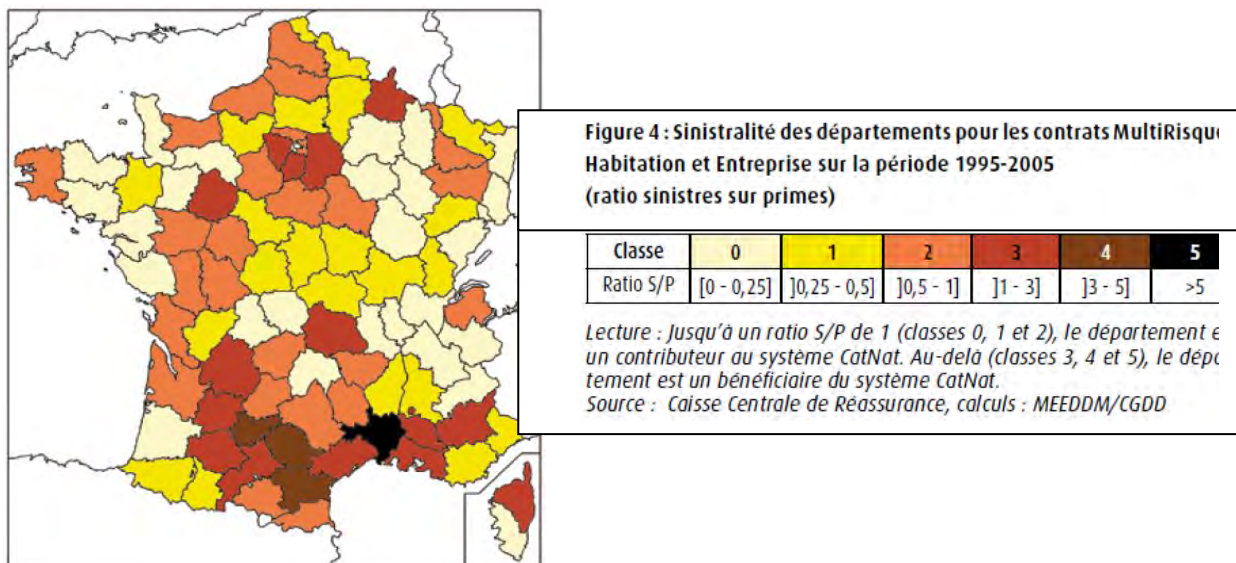 Figure 4 : Sinistralité des départements pour les contrats MultiRisque
Habitation et Entreprise sur la période 1995-2005
(ratio sinistres sur primes)
Classe 0 1 2 3 4 5
Ratio S/P [0 - 0,25] ]0,25 - 0,5] ]0,5 - 1] ]1 - 3] ]3 - 5] >5
Lecture : Jusqu'à un ratio S/P de 1 (classes 0, 1 et 2), le département e
un contributeur au système CatNat. Au-delà (classes 3, 4 et 5), le dépa
tement est un bénéficiaire du système CatNat.
Source : Caisse Centrale de Réassurance, calculs : MEEDDM/CGDD